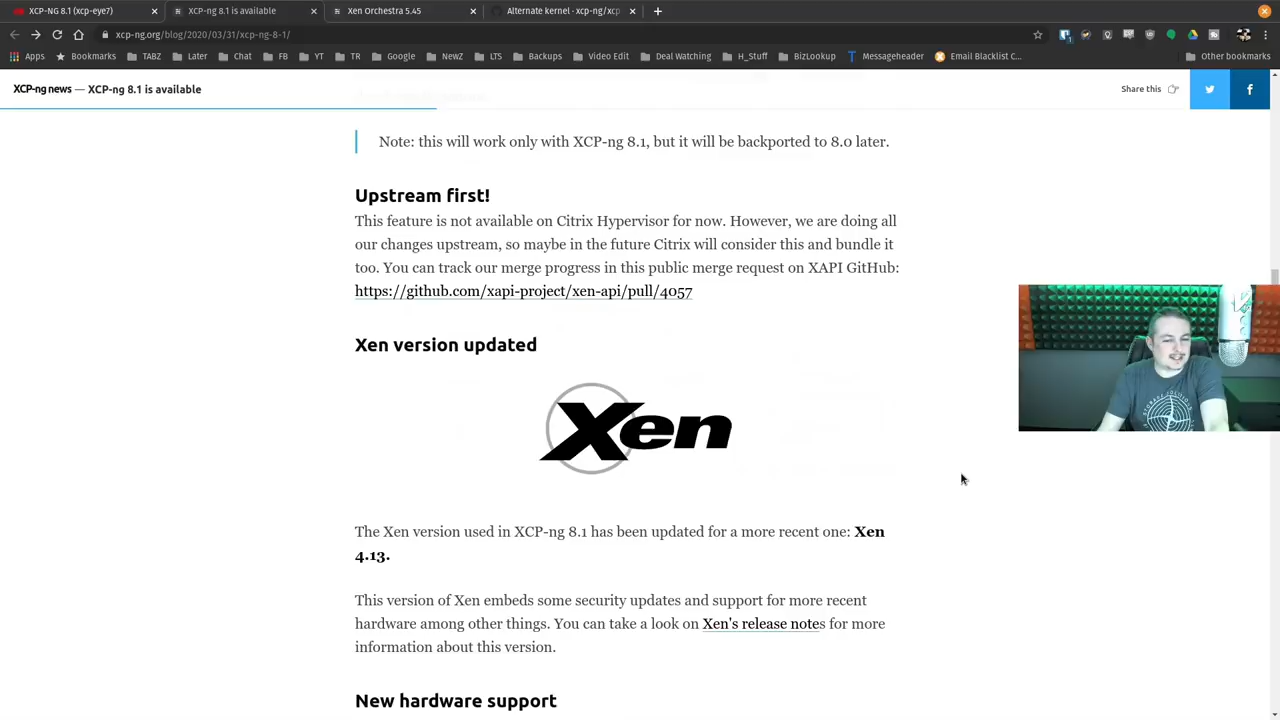 XCP-NG 8.1 (xcp-eye7)
XCP-ng 8.1 is available
Xen Orchestra 5.45
Alternate kernel · xcp-ng/xcp
xcp-ng.org/blog/2020/03/31/xcp-ng-8-1/
Apps
Bookmarks
TABZ
Later
Chat
FB
YT
TR
Google
NewZ
LTS
Backups
Video Edit
Deal Watching
H_Stuff
BizLookup
Messageheader
Email Blacklist C...
Other bookmarks
XCP-ng news — XCP-ng 8.1 is available
Share this
Note: this will work only with XCP-ng 8.1, but it will be backported to 8.0 later.
Upstream first!
This feature is not available on Citrix Hypervisor for now. However, we are doing all
our changes upstream, so maybe in the future Citrix will consider this and bundle it
too. You can track our merge progress in this public merge request on XAPI GitHub:
https://github.com/xapi-project/xen-api/pull/4057
Xen version updated
Xen
The Xen version used in XCP-ng 8.1 has been updated for a more recent one: Xen
4.13.
This version of Xen embeds some security updates and support for more recent
hardware among other things. You can take a look on Xen's release notes for more
information about this version.
New hardware support